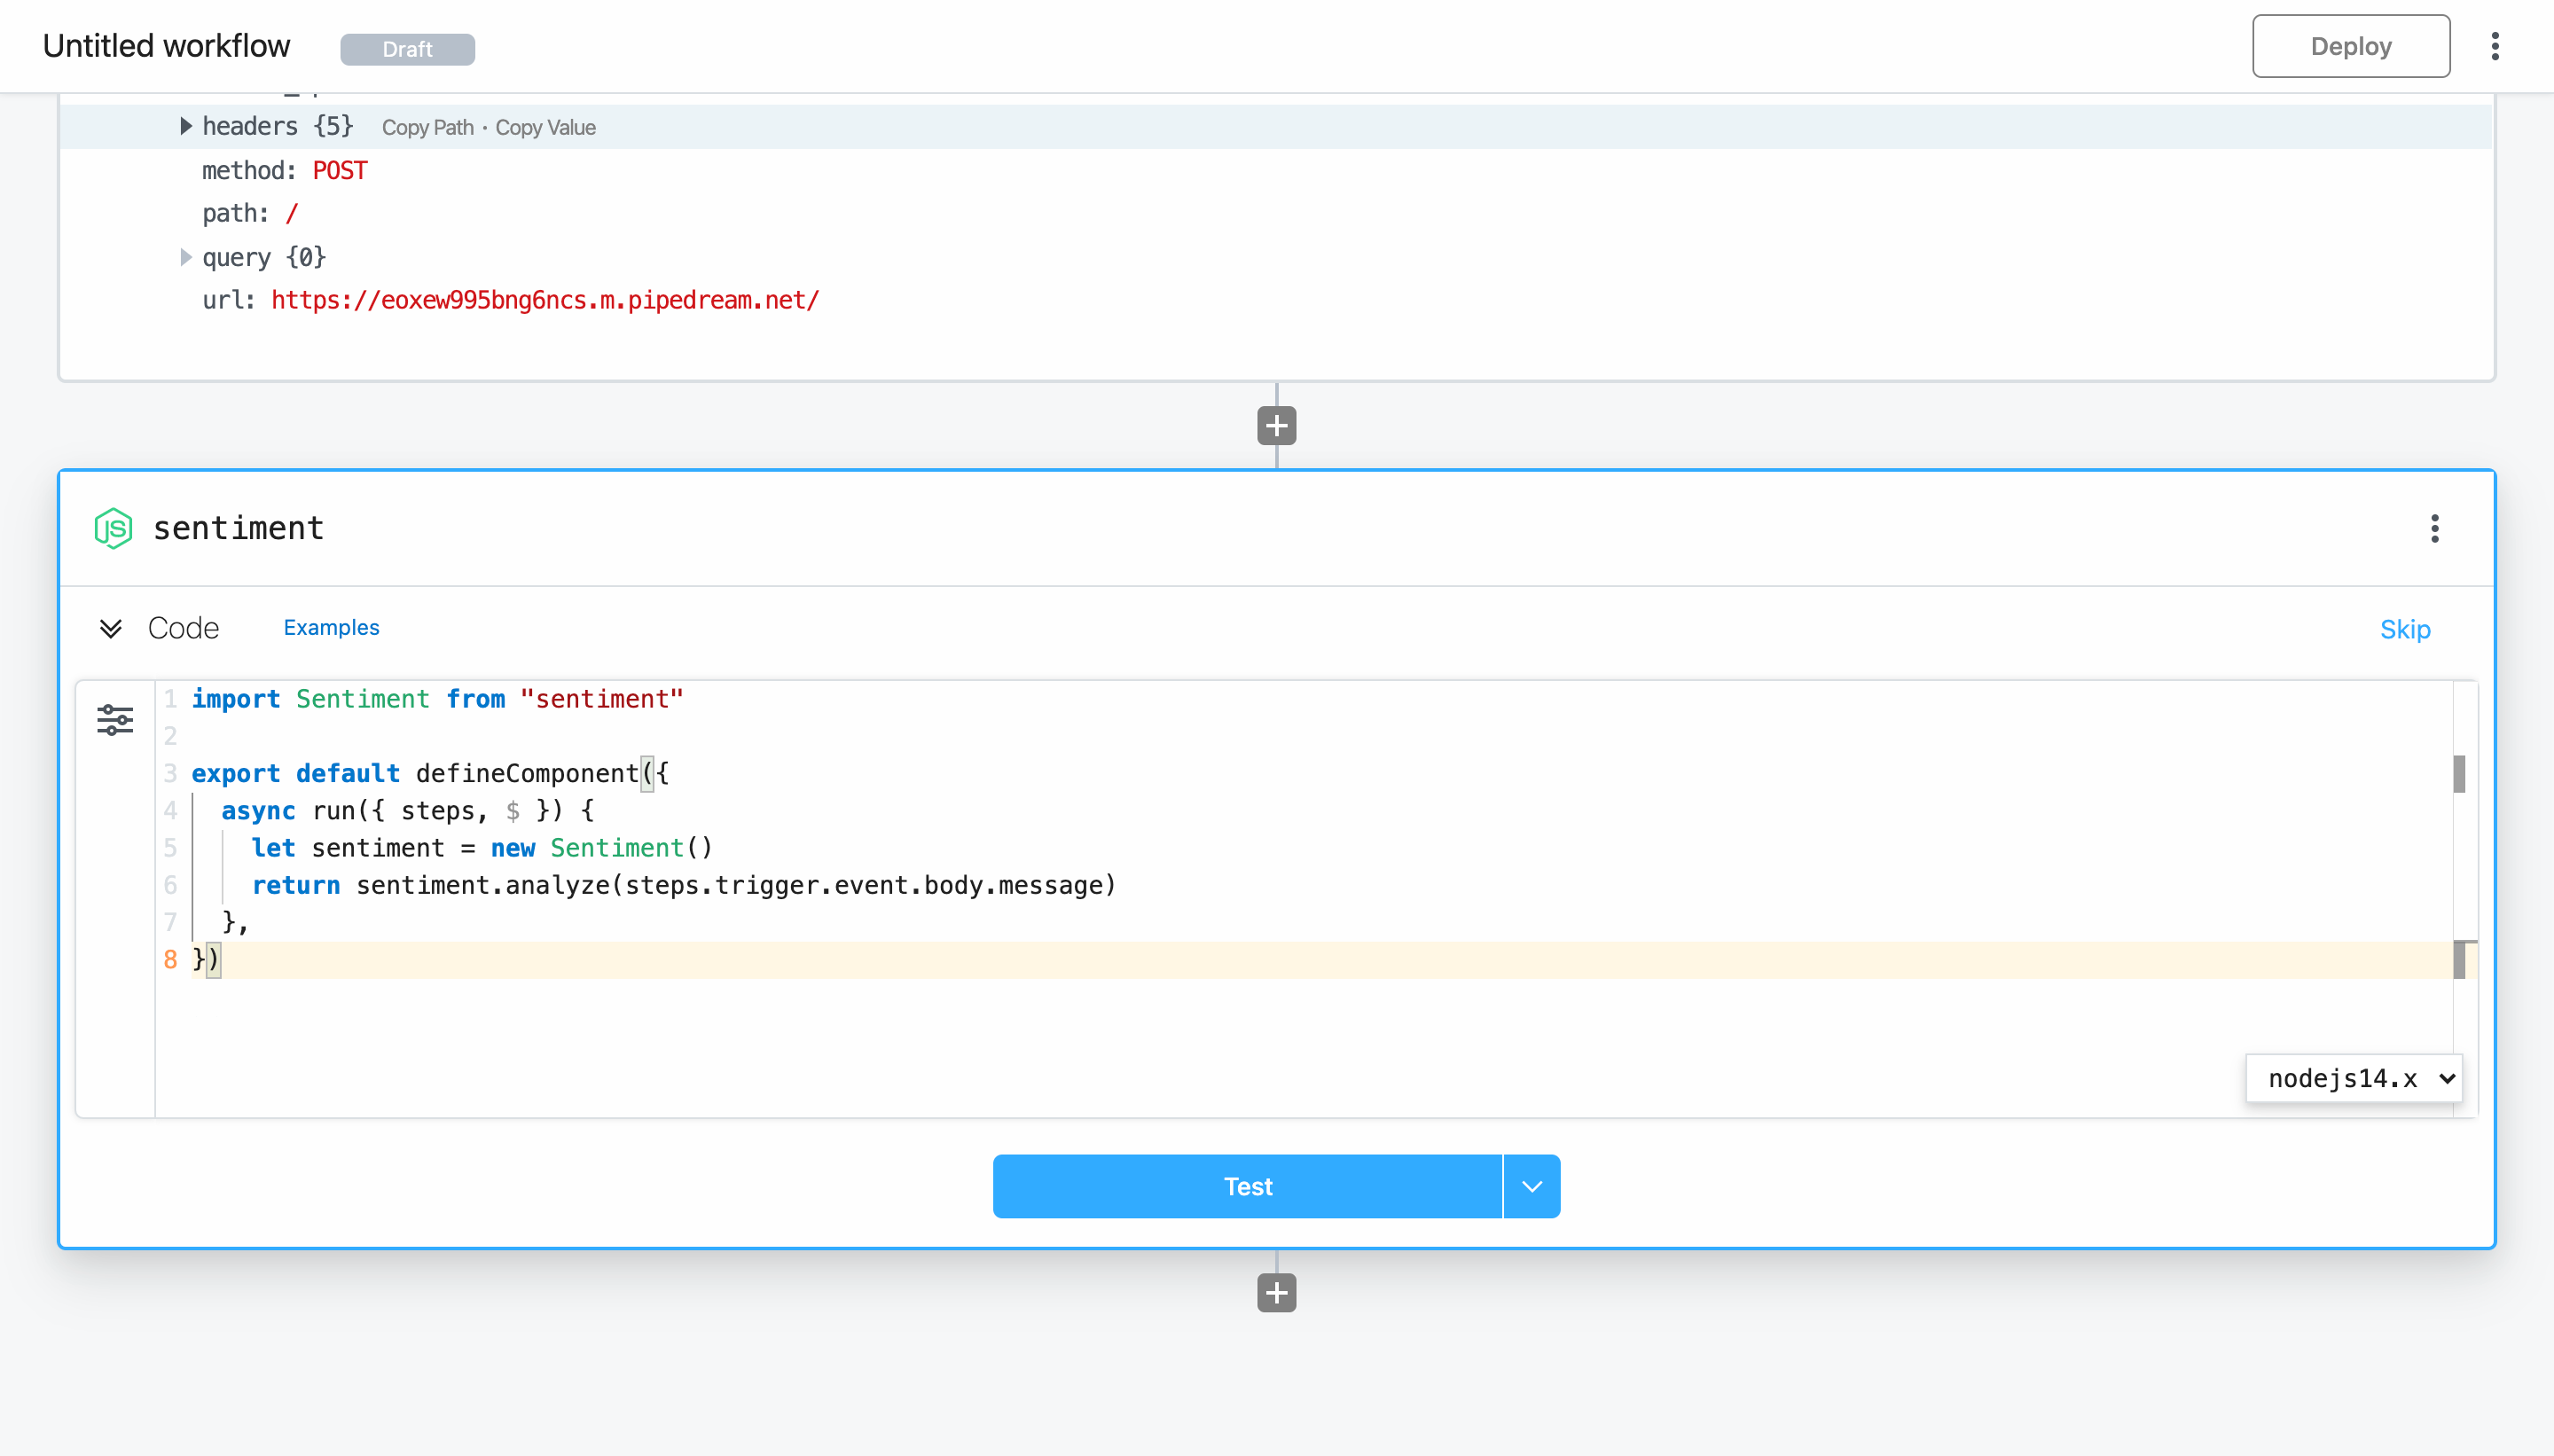 Untitled workflow Draft Deploy
headers {5} Copy Path · Copy Value
method: POST
path: /
query {0}
url: https://eoxew995bng6ncs.m.pipedream.net/
sentiment
Code Examples Skip
1 import Sentiment from "sentiment"
2
3 export default defineComponent({
4 async run({ steps, $ }) {
5 let sentiment = new Sentiment()
6 return sentiment.analyze(steps.trigger.event.body.message)
7 },
8 })
nodejs14.x
Test